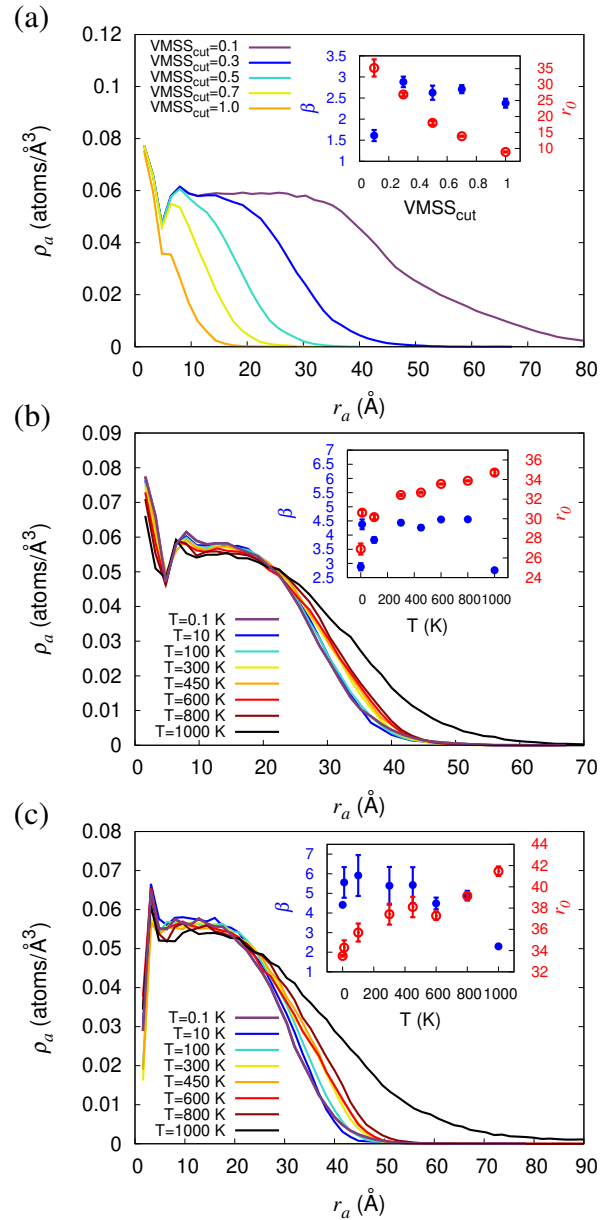 (a)
0.12
0.08
0.04
0
ρa (atoms/Å³)
VMSScut=0.1
VMSScut=0.3
VMSScut=0.5
VMSScut=0.7
VMSScut=1.0
3.5
3
2.5
2
1.5
1
β
35
30
25
20
15
10
r0
0 0.2 0.4 0.6 0.8 1
VMSScut
0 10 20 30 40 50 60 70 80
ra (Å)
(b)
0.09
0.08
0.07
0.06
0.05
0.04
0.03
0.02
0.01
0
ρa (atoms/Å³)
7
6.5
6
5.5
5
4.5
4
3.5
3
2.5
β
36
34
32
30
28
26
24
r0
0 200 400 600 800 1000
T (K)
T=0.1 K
T=10 K
T=100 K
T=300 K
T=450 K
T=600 K
T=800 K
T=1000 K
0 10 20 30 40 50 60 70
ra (Å)
(c)
0.08
0.07
0.06
0.05
0.04
0.03
0.02
0.01
0
ρa (atoms/Å³)
7
6
5
4
3
2
1
β
44
42
40
38
36
34
32
r0
0 200 400 600 800 1000
T (K)
T=0.1 K
T=10 K
T=100 K
T=300 K
T=450 K
T=600 K
T=800 K
T=1000 K
0 10 20 30 40 50 60 70 80 90
ra (Å)